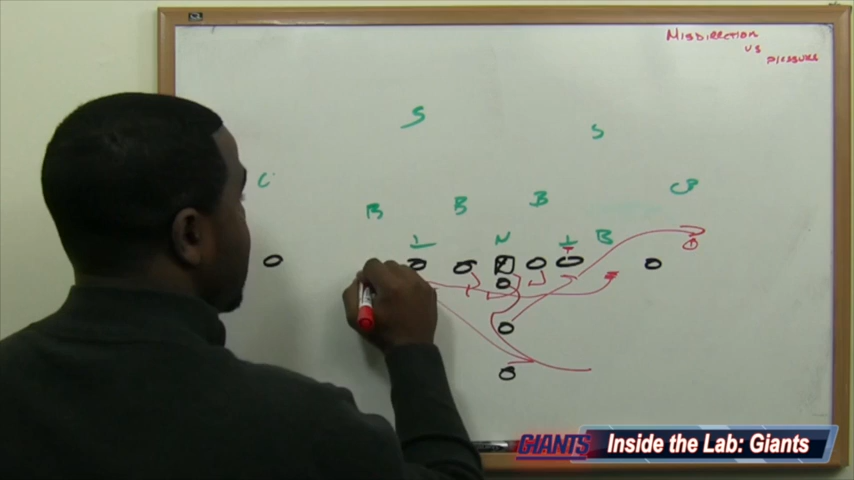 MISDIRECTION
VS
PRESSURE
S
S
C
CB
B
B
B
N
B
GIANTS
Inside the Lab: Giants